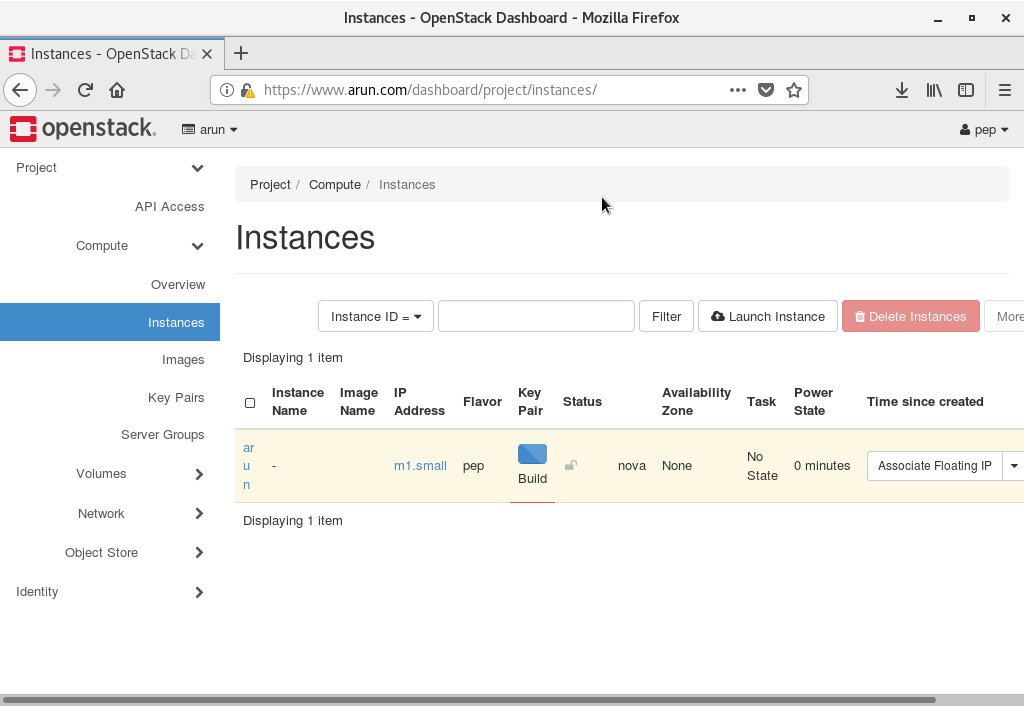 Instances - OpenStack Dashboard - Mozilla Firefox
Instances - OpenStack Da
https://www.arun.com/dashboard/project/instances/
openstack.
arun
pep
Project
API Access
Compute
Overview
Instances
Images
Key Pairs
Server Groups
Volumes
Network
Object Store
Identity
Project / Compute / Instances
Instances
Instance ID =
Filter
Launch Instance
Delete Instances
More
Displaying 1 item
Instance Name
Image Name
IP Address
Flavor
Key Pair
Status
Availability Zone
Task
Power State
Time since created
arun
-
m1.small
pep
Build
nova
None
No State
0 minutes
Associate Floating IP
Displaying 1 item